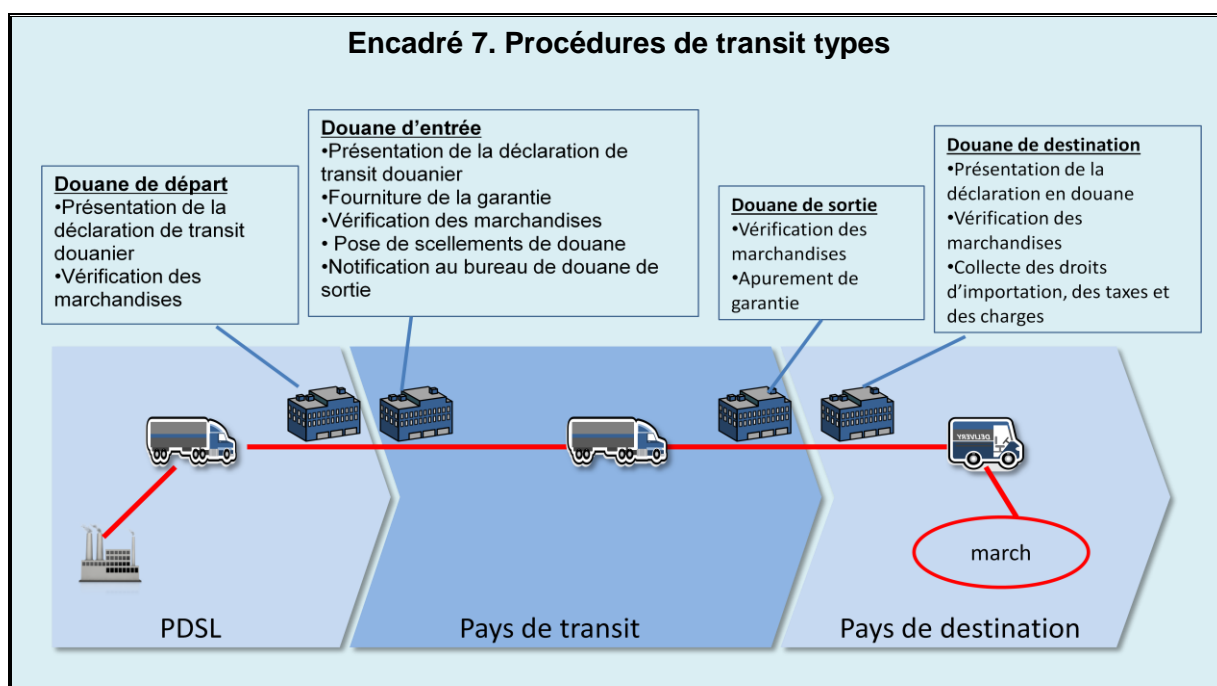 Encadré 7. Procédures de transit types
Douane de départ
•Présentation de la
déclaration de transit
douanier
•Vérification des
marchandises
Douane d'entrée
•Présentation de la déclaration de
transit douanier
•Fourniture de la garantie
•Vérification des marchandises
• Pose de scellements de douane
•Notification au bureau de douane de
sortie
Douane de sortie
•Vérification des
marchandises
•Apurement de
garantie
Douane de destination
•Présentation de la
déclaration en douane
•Vérification des
marchandises
•Collecte des droits
d'importation, des taxes et
des charges
DELIVERY
march
PDSL
Pays de transit
Pays de destination